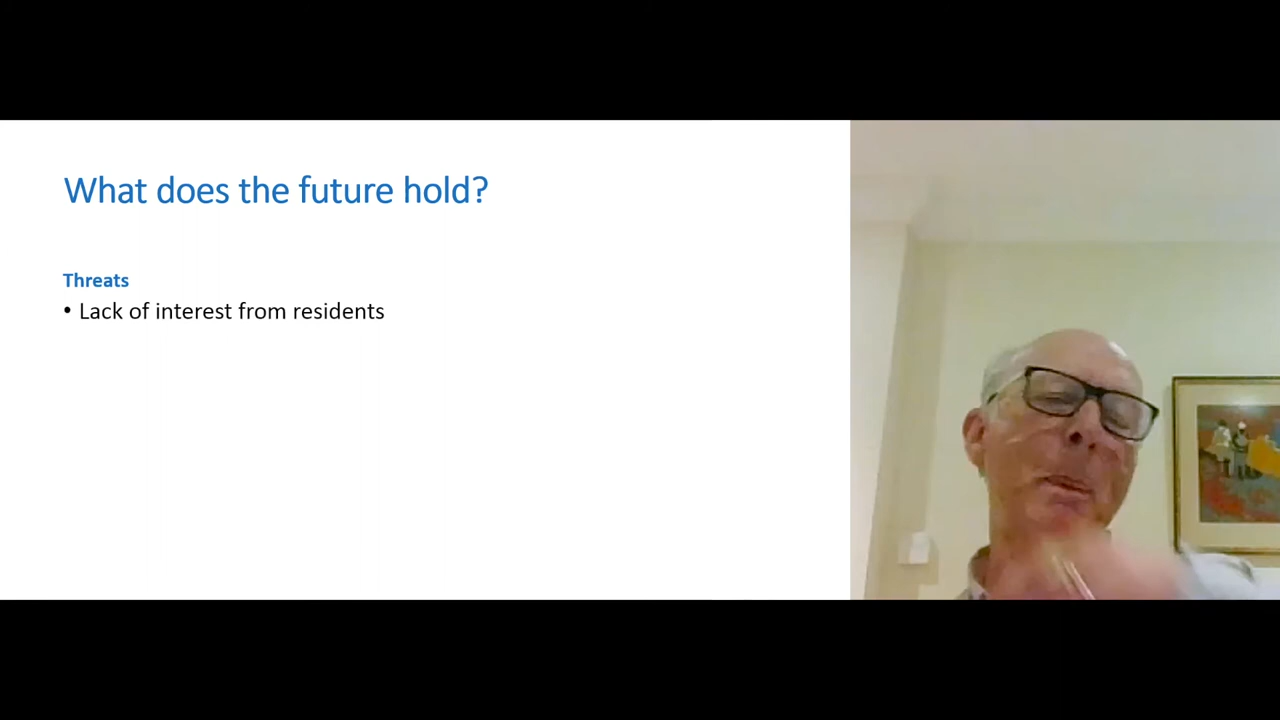 What does the future hold?
Threats
• Lack of interest from residents